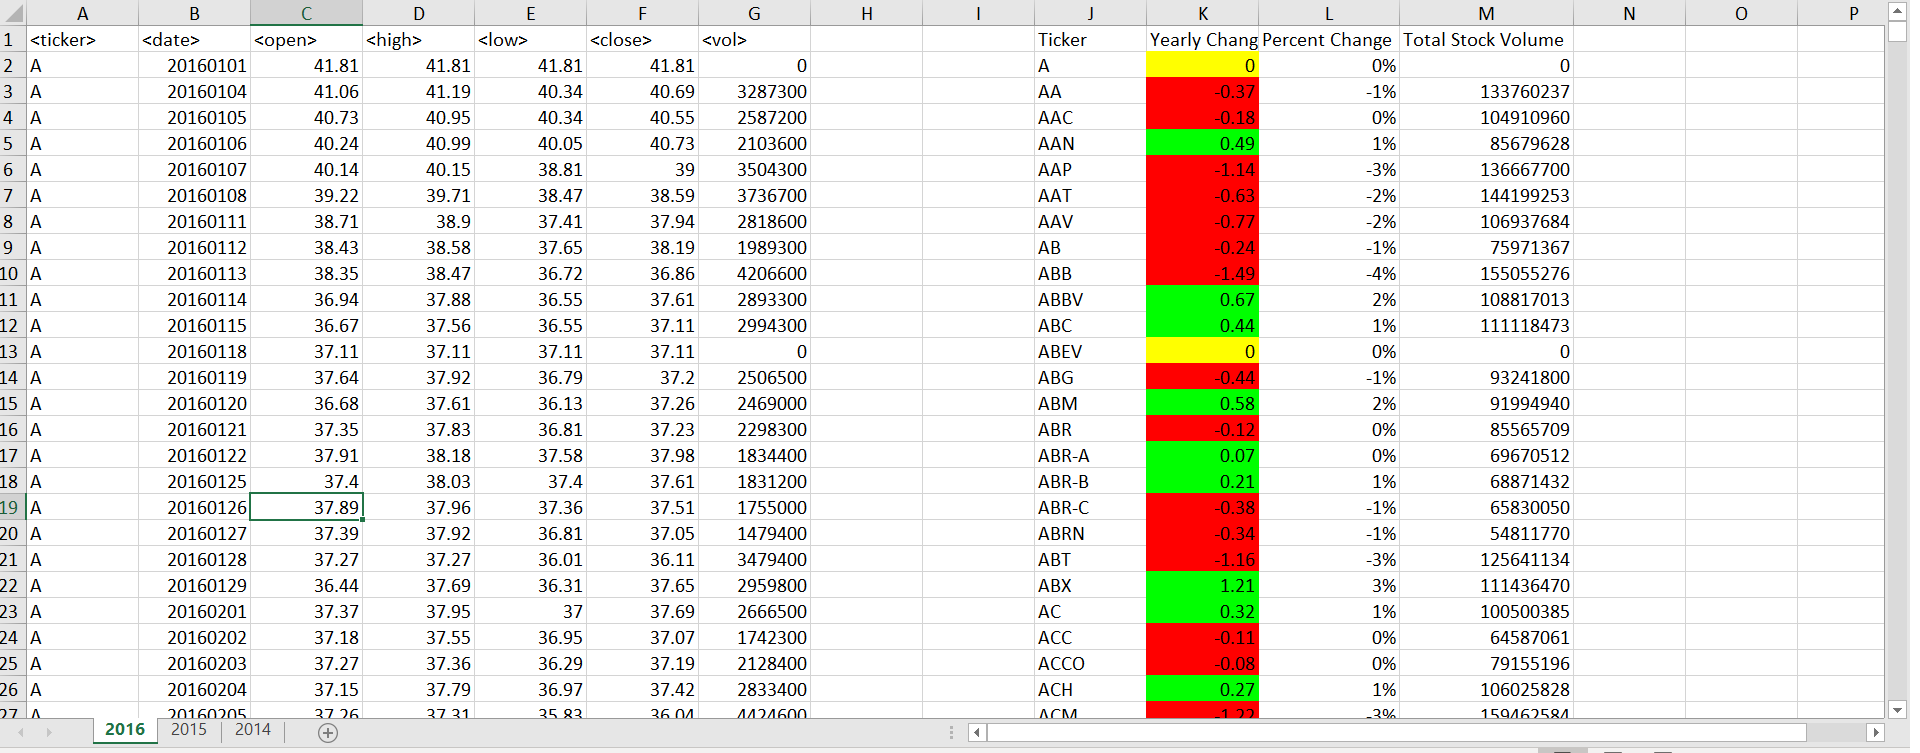 A B C D E F G H I J K L M N O P
1 <ticker> <date> <open> <high> <low> <close> <vol> Ticker Yearly Chang Percent Change Total Stock Volume
2 A 20160101 41.81 41.81 41.81 41.81 0 A 0 0% 0
3 A 20160104 41.06 41.19 40.34 40.69 3287300 AA -0.37 -1% 133760237
4 A 20160105 40.73 40.95 40.34 40.55 2587200 AAC -0.18 0% 104910960
5 A 20160106 40.24 40.99 40.05 40.73 2103600 AAN 0.49 1% 85679628
6 A 20160107 40.14 40.15 38.81 39 3504300 AAP -1.14 -3% 136667700
7 A 20160108 39.22 39.71 38.47 38.59 3736700 AAT -0.63 -2% 144199253
8 A 20160111 38.71 38.9 37.41 37.94 2818600 AAV -0.77 -2% 106937684
9 A 20160112 38.43 38.58 37.65 38.19 1989300 AB -0.24 -1% 75971367
10 A 20160113 38.35 38.47 36.72 36.86 4206600 ABB -1.49 -4% 155055276
11 A 20160114 36.94 37.88 36.55 37.61 2893300 ABBV 0.67 2% 108817013
12 A 20160115 36.67 37.56 36.55 37.11 2994300 ABC 0.44 1% 111118473
13 A 20160118 37.11 37.11 37.11 37.11 0 ABEV 0 0% 0
14 A 20160119 37.64 37.92 36.79 37.2 2506500 ABG -0.44 -1% 93241800
15 A 20160120 36.68 37.61 36.13 37.26 2469000 ABM 0.58 2% 91994940
16 A 20160121 37.35 37.83 36.81 37.23 2298300 ABR -0.12 0% 85565709
17 A 20160122 37.91 38.18 37.58 37.98 1834400 ABR-A 0.07 0% 69670512
18 A 20160125 37.4 38.03 37.4 37.61 1831200 ABR-B 0.21 1% 68871432
19 A 20160126 37.89 37.96 37.36 37.51 1755000 ABR-C -0.38 -1% 65830050
20 A 20160127 37.39 37.92 36.81 37.05 1479400 ABRN -0.34 -1% 54811770
21 A 20160128 37.27 37.27 36.01 36.11 3479400 ABT -1.16 -3% 125641134
22 A 20160129 36.44 37.69 36.31 37.65 2959800 ABX 1.21 3% 111436470
23 A 20160201 37.37 37.95 37 37.69 2666500 AC 0.32 1% 100500385
24 A 20160202 37.18 37.55 36.95 37.07 1742300 ACC -0.11 0% 64587061
25 A 20160203 37.27 37.36 36.29 37.19 2128400 ACCO -0.08 0% 79155196
26 A 20160204 37.15 37.79 36.97 37.42 2833400 ACH 0.27 1% 106025828
27 A 20160205 37.26 37.31 35.83 36.04 4424600 ACM -1.22 -3% 159462584
2016 2015 2014